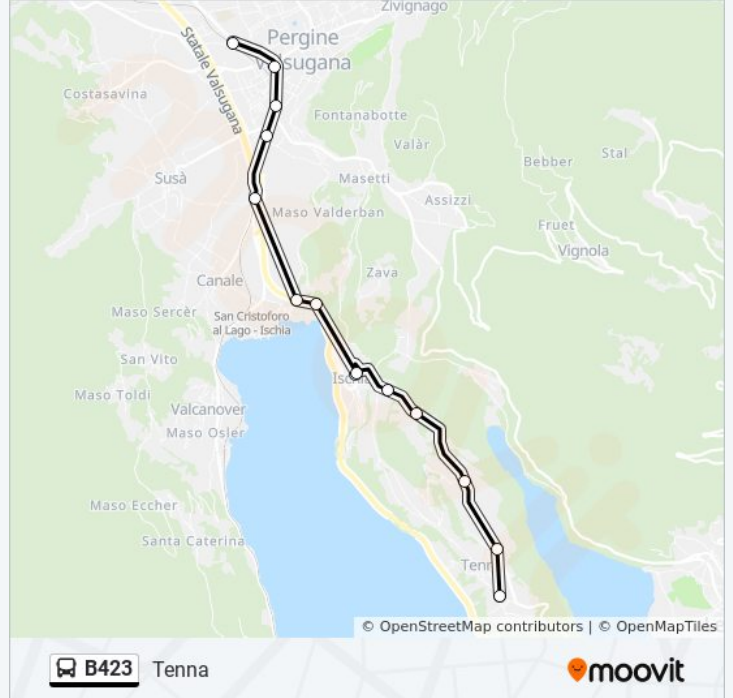 Zivignago
Pergine
Valsugana
Statale Valsugana
Costasavina
Fontanabotte
Valàr
Bebber
Stal
Susà
Masetti
Assizzi
Maso Valderban
Fruet
Vignola
Canale
Zava
Maso Sercèr
San Cristoforo
al Lago - Ischia
San Vito
Ischia
Maso Toldi
Valcanover
Maso Osler
Maso Eccher
Santa Caterina
Tenna
© OpenStreetMap contributors | © OpenMapTiles
B423 Tenna
moovit